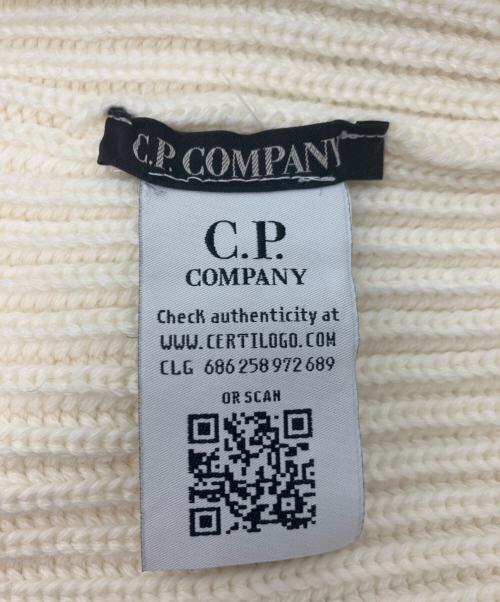 C.P. COMPANY
C.P.
COMPANY
Check authenticity at
WWW.CERTILOGO.COM
CLG 686 258 972 689
OR SCAN